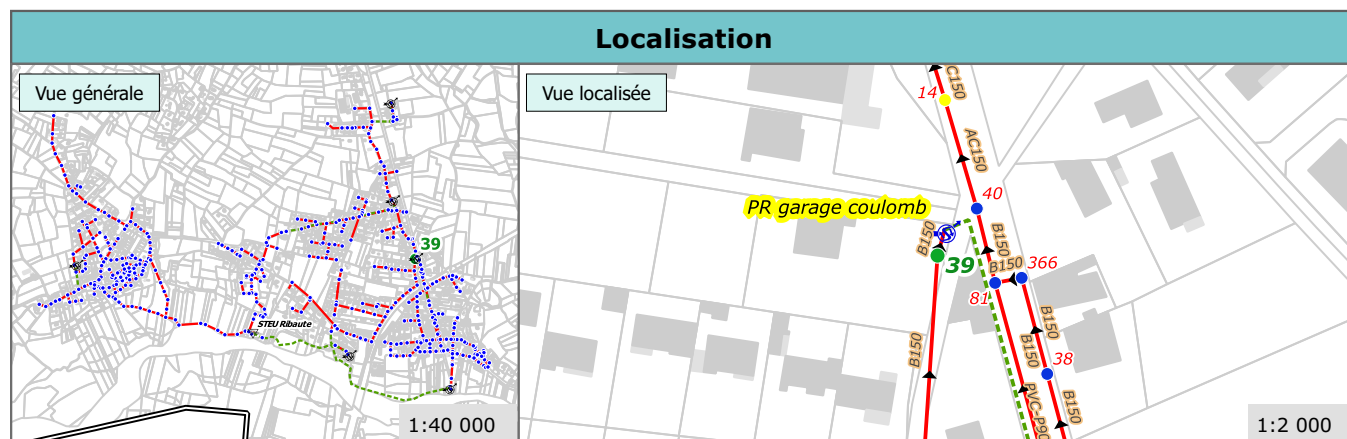 Localisation
Vue générale
39
STEU Ribaute
1:40 000
Vue localisée
C150
14
AC150
40
PR garage coulomb
B150
B150
39
B150
366
81
B150
B150
B150
38
B150
PVC-P90
1:2 000